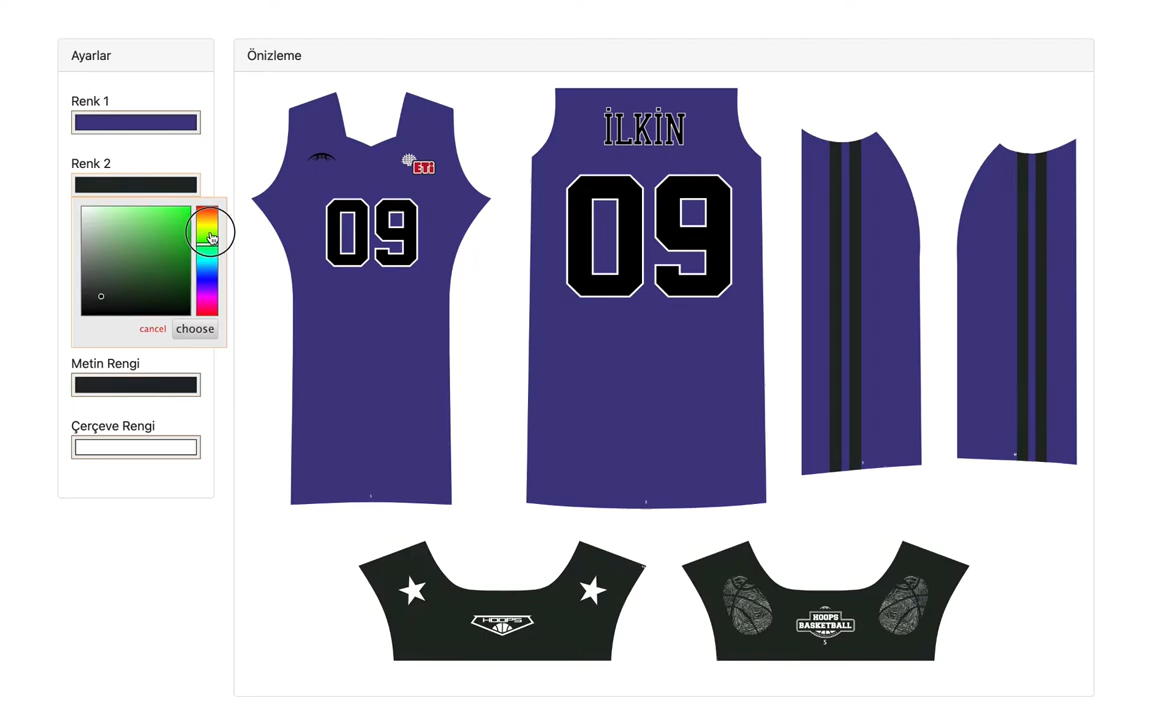 Ayarlar
Önizleme
Renk 1
Renk 2
cancel choose
Metin Rengi
Çerçeve Rengi
ETİ
09
İLKİN
09
HOOPS
HOOPS
BASKETBALL
S